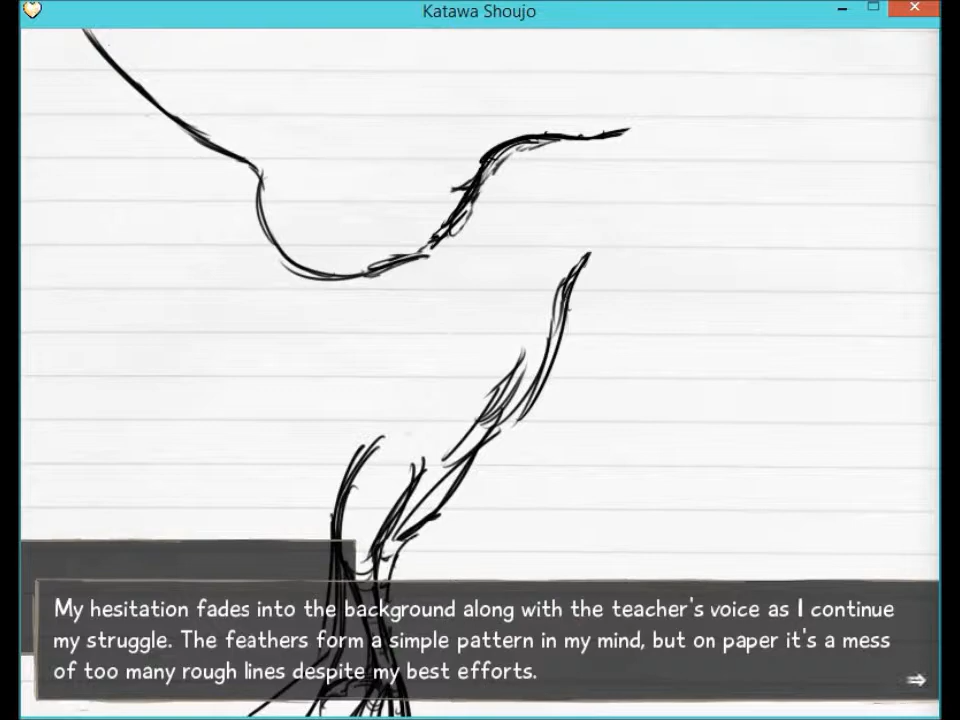 Katawa Shoujo
My hesitation fades into the background along with the teacher's voice as I continue
my struggle. The feathers form a simple pattern in my mind, but on paper it's a mess
of too many rough lines despite my best efforts.